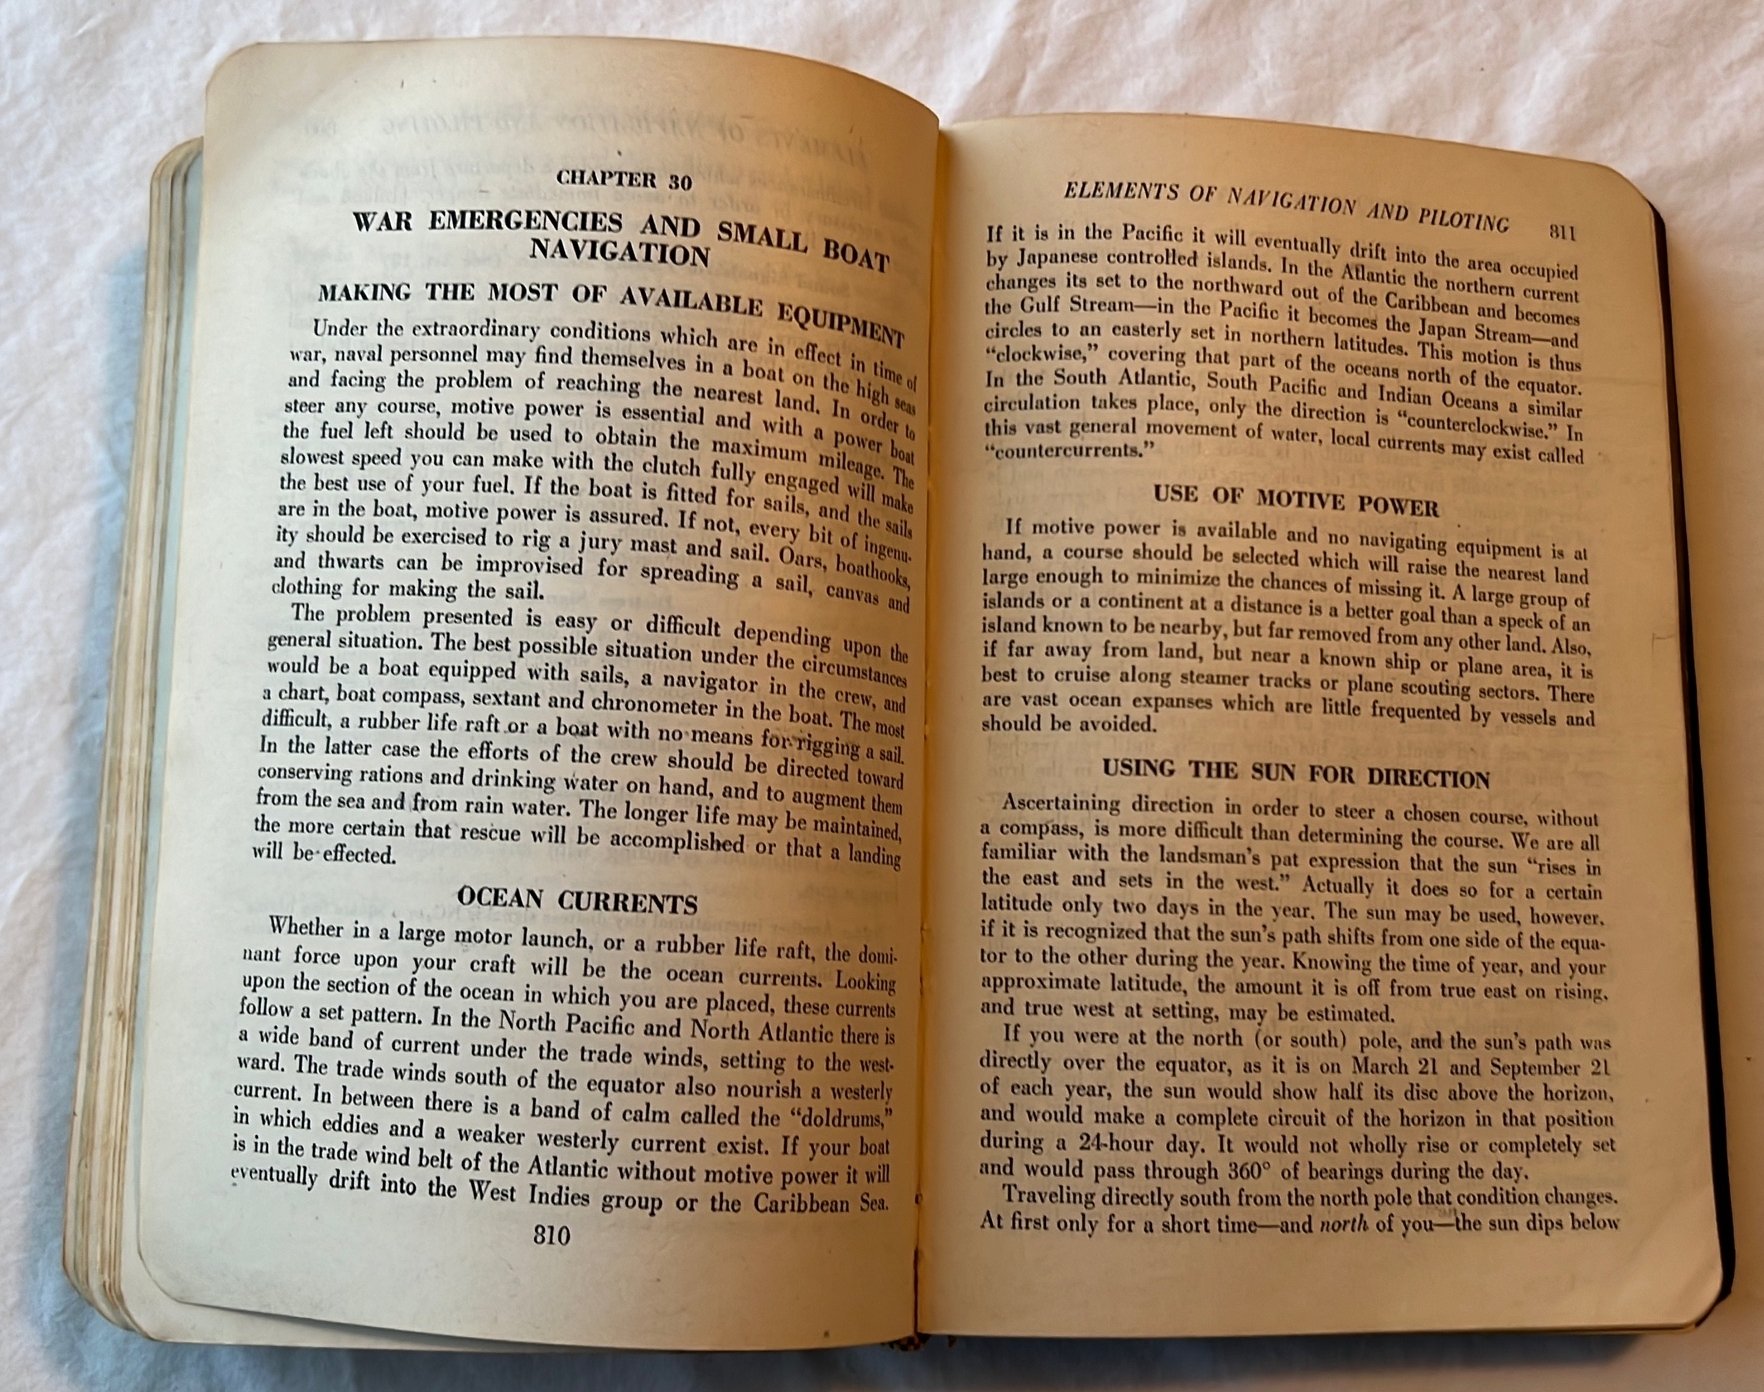 CHAPTER 30
WAR EMERGENCIES AND SMALL BOAT
NAVIGATION
MAKING THE MOST OF AVAILABLE EQUIPMENT
Under the extraordinary conditions which are in effect in time of
war, naval personnel may find themselves in a boat on the high seas
and facing the problem of reaching the nearest land. In order to
steer any course, motive power is essential and with a power boat
the fuel left should be used to obtain the maximum mileage. The
slowest speed you can make with the clutch fully engaged will make
the best use of your fuel. If the boat is fitted for sails, and the sails
are in the boat, motive power is assured. If not, every bit of ingenu-
ity should be exercised to rig a jury mast and sail. Oars, boathooks,
and thwarts can be improvised for spreading a sail, canvas and
clothing for making the sail.
The problem presented is easy or difficult depending upon the
general situation. The best possible situation under the circumstances
would be a boat equipped with sails, a navigator in the crew, and
a chart, boat compass, sextant and chronometer in the boat. The most
difficult, a rubber life raft or a boat with no means for rigging a sail.
In the latter case the efforts of the crew should be directed toward
conserving rations and drinking water on hand, and to augment them
from the sea and from rain water. The longer life may be maintained,
the more certain that rescue will be accomplished or that a landing
will be effected.
OCEAN CURRENTS
Whether in a large motor launch, or a rubber life raft, the domi-
nant force upon your craft will be the ocean currents. Looking
upon the section of the ocean in which you are placed, these currents
follow a set pattern. In the North Pacific and North Atlantic there is
a wide band of current under the trade winds, setting to the west-
ward. The trade winds south of the equator also nourish a westerly
current. In between there is a band of calm called the “doldrums,”
in which eddies and a weaker westerly current exist. If your boat
is in the trade wind belt of the Atlantic without motive power it will
eventually drift into the West Indies group or the Caribbean Sea.
810
ELEMENTS OF NAVIGATION AND PILOTING 811
If it is in the Pacific it will eventually drift into the area occupied
by Japanese controlled islands. In the Atlantic the northern current
changes its set to the northward out of the Caribbean and becomes
the Gulf Stream—in the Pacific it becomes the Japan Stream—and
circles to an easterly set in northern latitudes. This motion is thus
“clockwise,” covering that part of the oceans north of the equator.
In the South Atlantic, South Pacific and Indian Oceans a similar
circulation takes place, only the direction is “counterclockwise.” In
this vast general movement of water, local currents may exist called
“countercurrents.”
USE OF MOTIVE POWER
If motive power is available and no navigating equipment is at
hand, a course should be selected which will raise the nearest land
large enough to minimize the chances of missing it. A large group of
islands or a continent at a distance is a better goal than a speck of an
island known to be nearby, but far removed from any other land. Also,
if far away from land, but near a known ship or plane area, it is
best to cruise along steamer tracks or plane scouting sectors. There
are vast ocean expanses which are little frequented by vessels and
should be avoided.
USING THE SUN FOR DIRECTION
Ascertaining direction in order to steer a chosen course, without
a compass, is more difficult than determining the course. We are all
familiar with the landsman’s pat expression that the sun “rises in
the east and sets in the west.” Actually it does so for a certain
latitude only two days in the year. The sun may be used, however,
if it is recognized that the sun’s path shifts from one side of the equa-
tor to the other during the year. Knowing the time of year, and your
approximate latitude, the amount it is off from true east on rising,
and true west at setting, may be estimated.
If you were at the north (or south) pole, and the sun’s path was
directly over the equator, as it is on March 21 and September 21
of each year, the sun would show half its disc above the horizon,
and would make a complete circuit of the horizon in that position
during a 24-hour day. It would not wholly rise or completely set
and would pass through 360° of bearings during the day.
Traveling directly south from the north pole that condition changes.
At first only for a short time—and north of you—the sun dips below